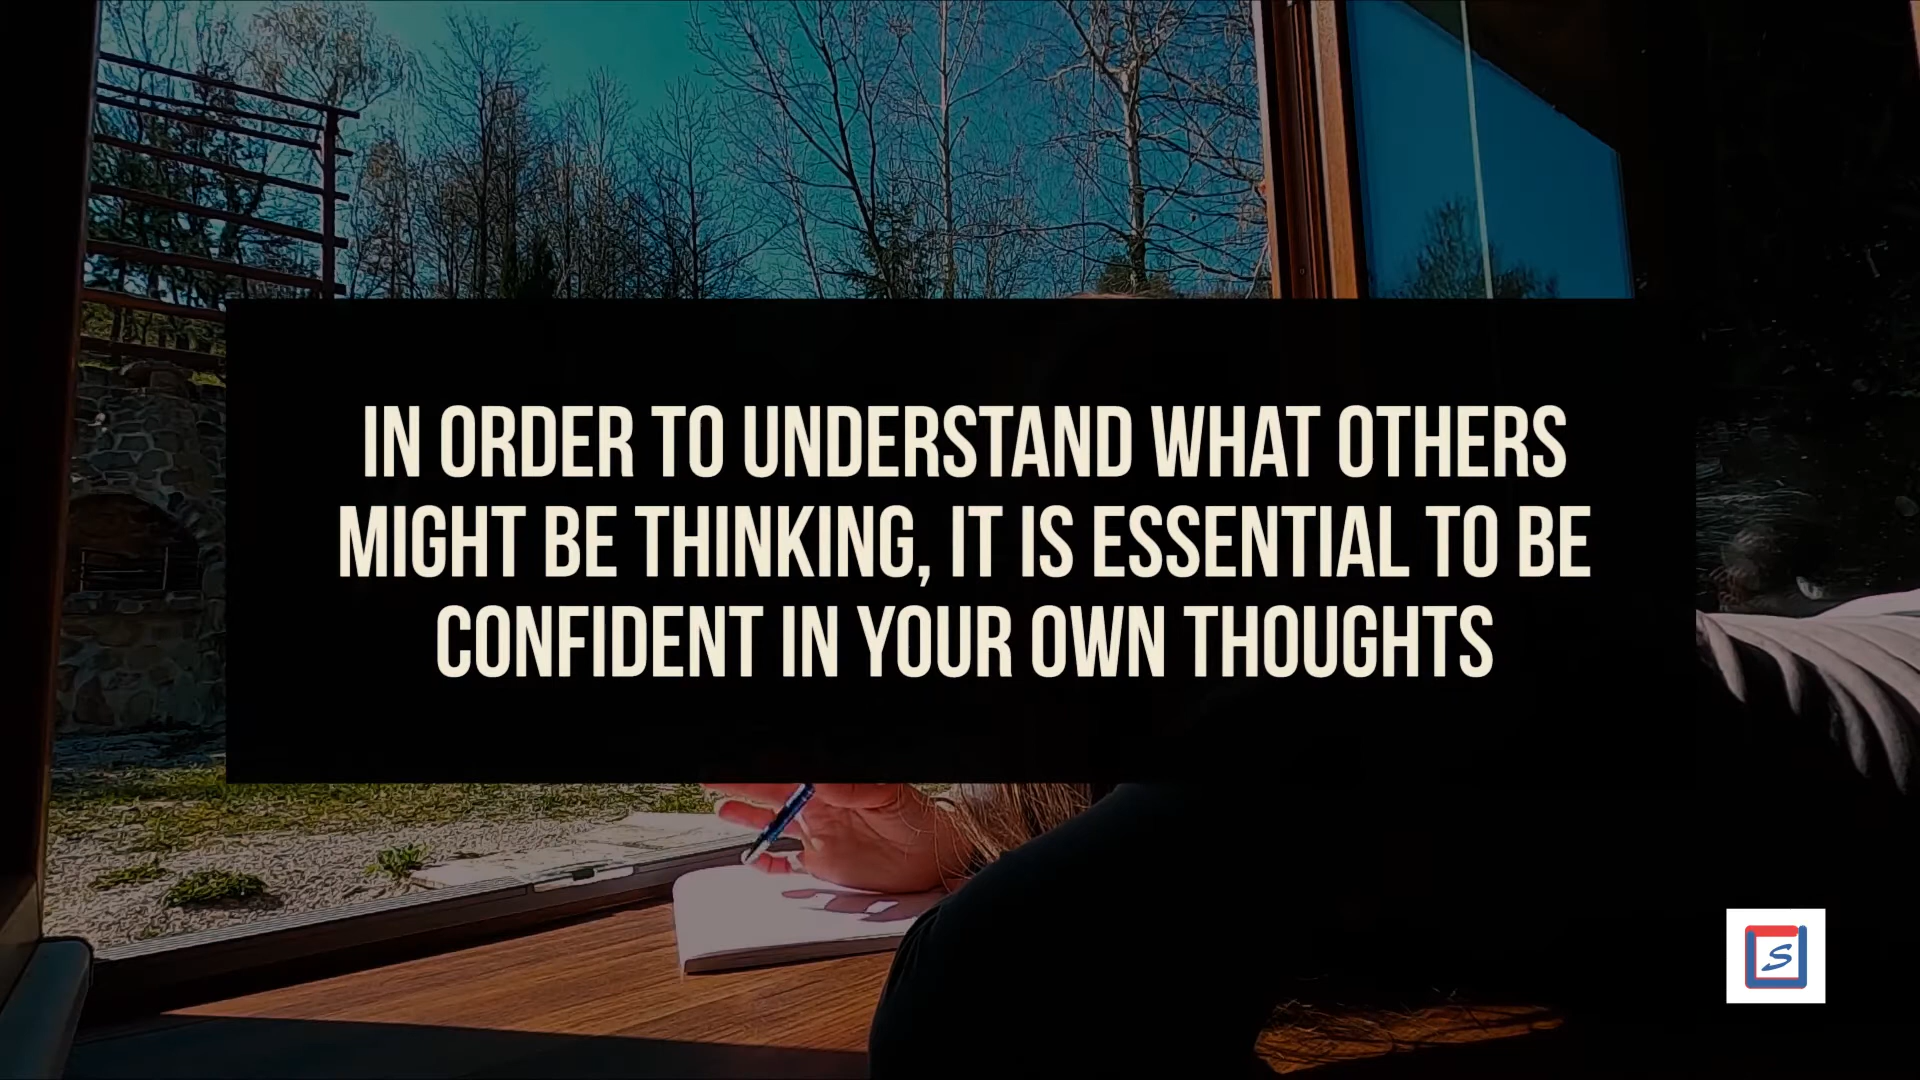 IN ORDER TO UNDERSTAND WHAT OTHERS
MIGHT BE THINKING, IT IS ESSENTIAL TO BE
CONFIDENT IN YOUR OWN THOUGHTS
S